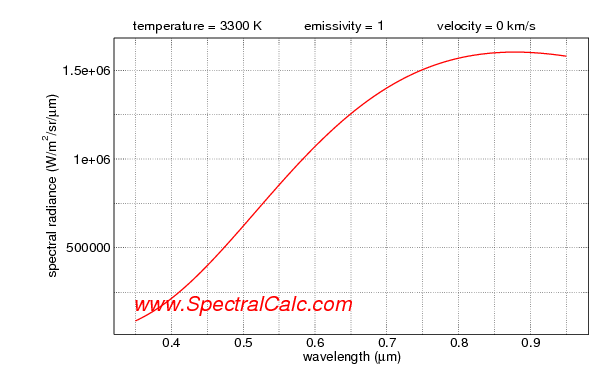 temperature = 3300 K emissivity = 1 velocity = 0 km/s
spectral radiance (W/m²/sr/μm)
1.5e+06
1e+06
500000
www.SpectralCalc.com
0.4 0.5 0.6 0.7 0.8 0.9
wavelength (μm)